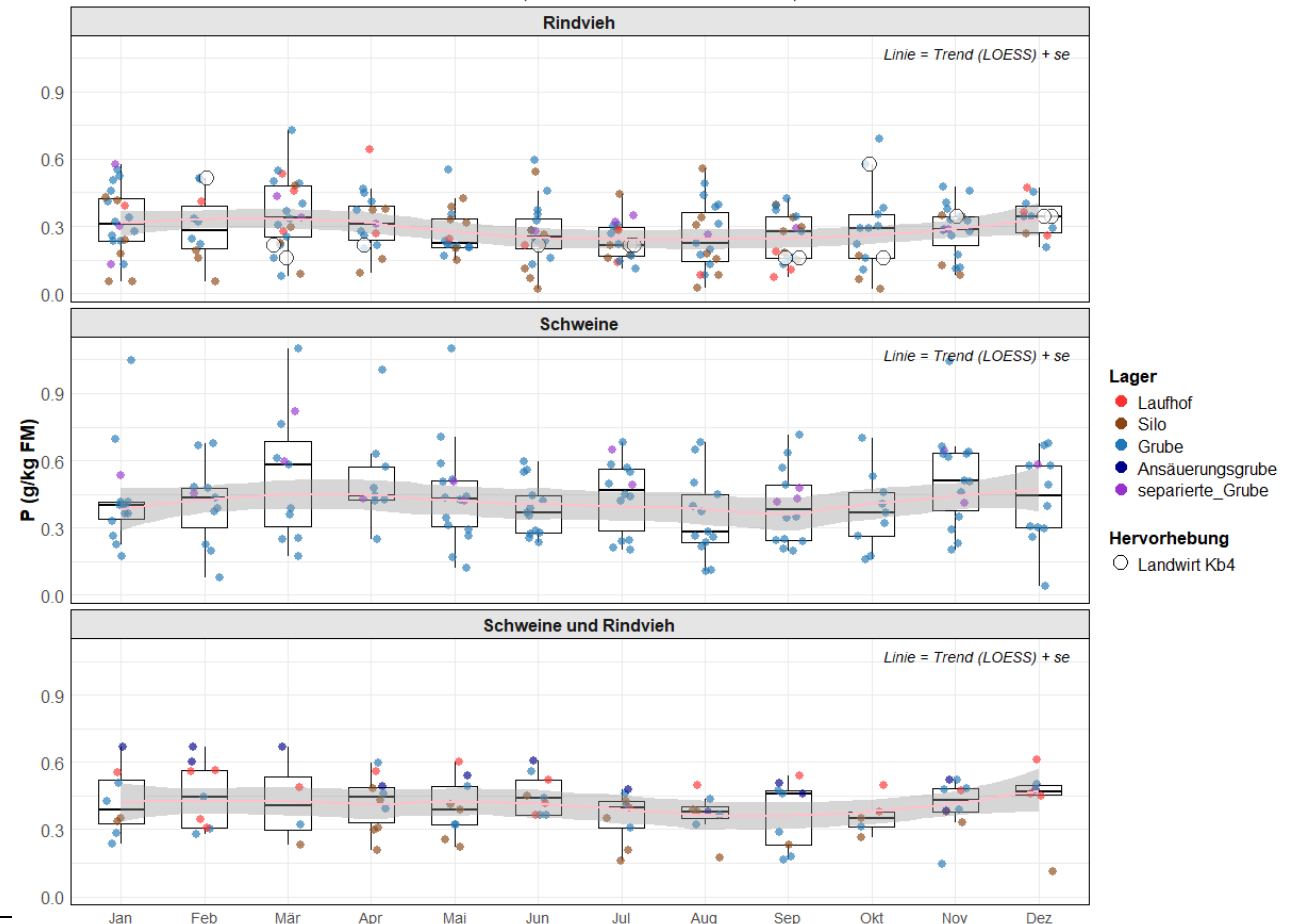 Rindvieh
Linie = Trend (LOESS) + se
0.9
0.6
0.3
0.0
Schweine
Linie = Trend (LOESS) + se
0.9
0.6
0.3
0.0
P (g/kg FM)
Schweine und Rindvieh
Linie = Trend (LOESS) + se
0.9
0.6
0.3
0.0
Jan Feb Mär Apr Mai Jun Jul Aug Sep Okt Nov Dez
Lager
Laufhof
Silo
Grube
Ansäuerungsgrube
separierte_Grube
Hervorhebung
Landwirt Kb4